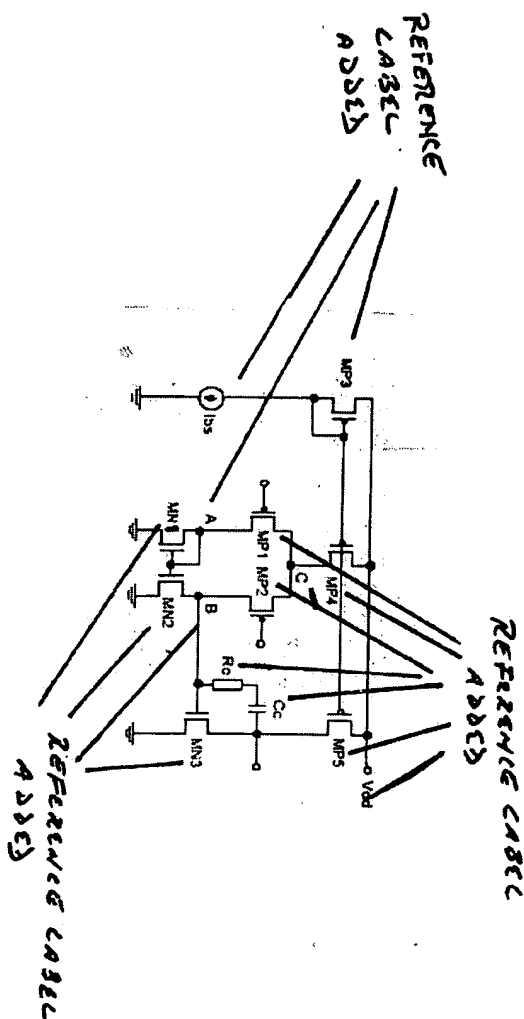 REFERENCE
LABEL
ADDED
REFERENCE LABEL
ADDED
MP3
Vdd
MP4
MP5
C
MP1
MP2
Cc
Rc
Ibs
A
B
MN1
MN2
MN3
REFERENCE LABEL
ADDED